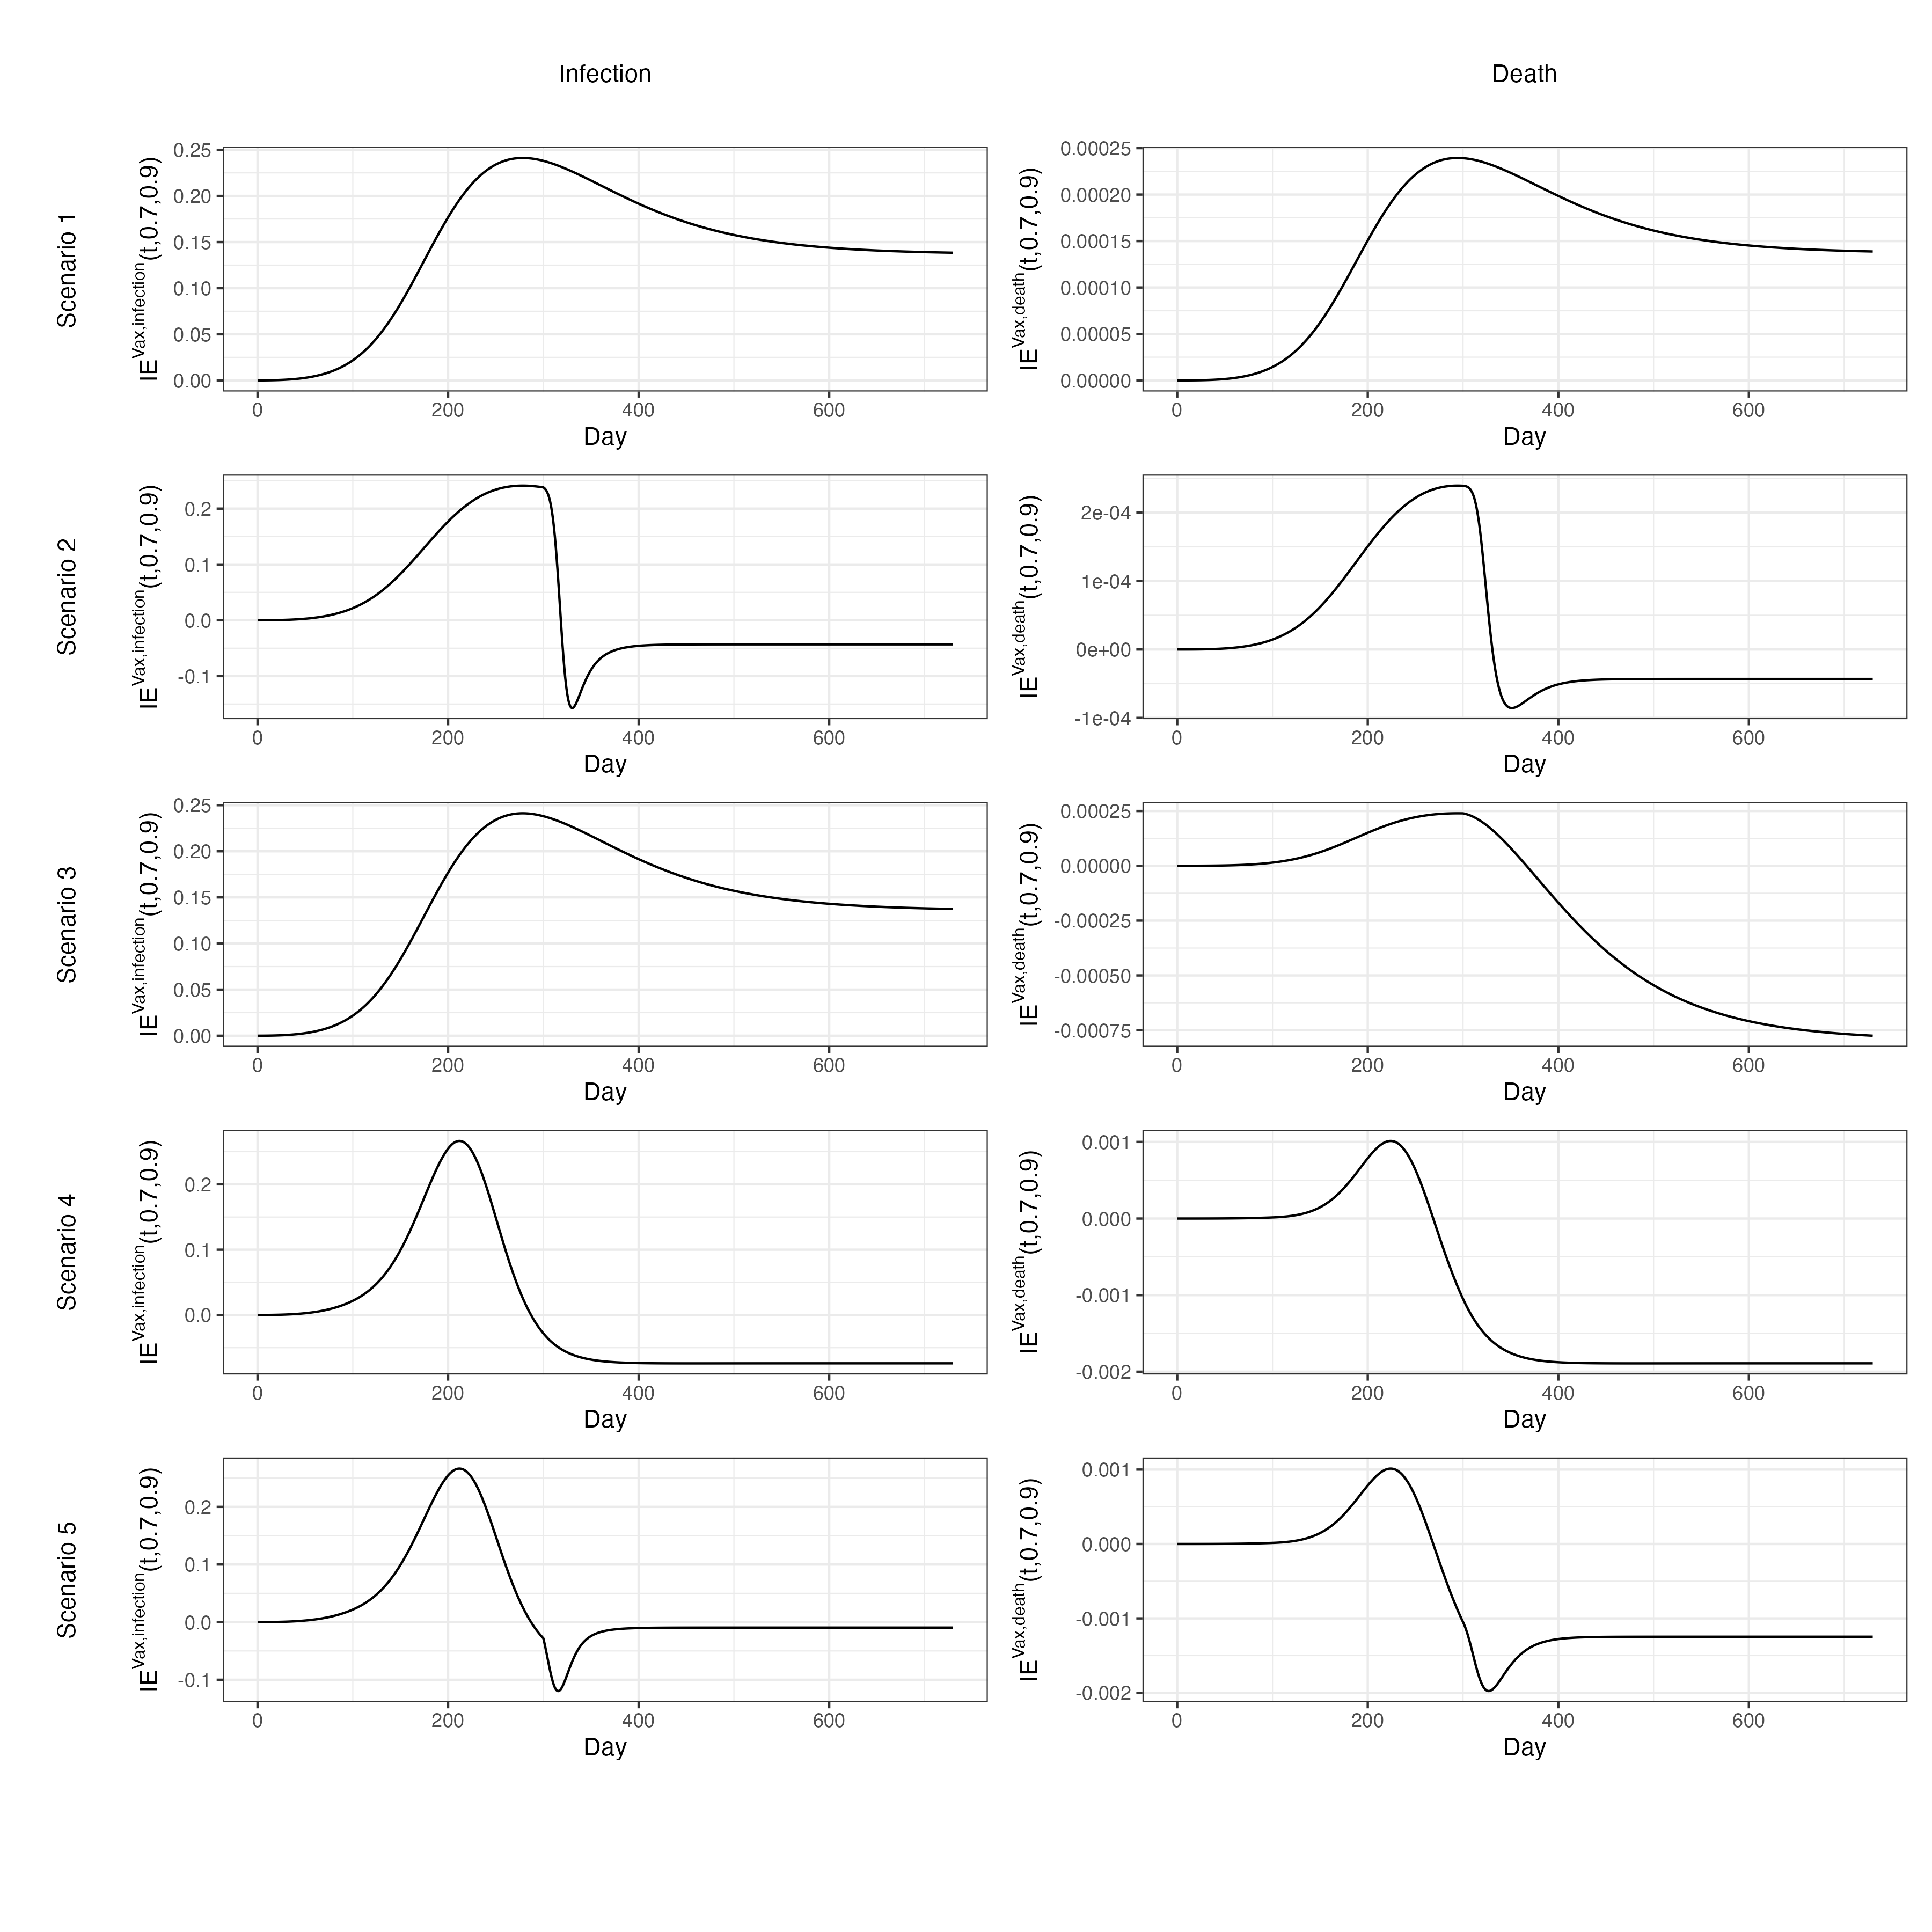 Infection Death
Scenario 1
IE^Vax,infection(t,0.7,0.9)
0.25
0.20
0.15
0.10
0.05
0.00
0 200 400 600
Day
IE^Vax,death(t,0.7,0.9)
0.00025
0.00020
0.00015
0.00010
0.00005
0.00000
0 200 400 600
Day
Scenario 2
IE^Vax,infection(t,0.7,0.9)
0.2
0.1
0.0
-0.1
0 200 400 600
Day
IE^Vax,death(t,0.7,0.9)
2e-04
1e-04
0e+00
-1e-04
0 200 400 600
Day
Scenario 3
IE^Vax,infection(t,0.7,0.9)
0.25
0.20
0.15
0.10
0.05
0.00
0 200 400 600
Day
IE^Vax,death(t,0.7,0.9)
0.00025
0.00000
-0.00025
-0.00050
-0.00075
0 200 400 600
Day
Scenario 4
IE^Vax,infection(t,0.7,0.9)
0.2
0.1
0.0
0 200 400 600
Day
IE^Vax,death(t,0.7,0.9)
0.001
0.000
-0.001
-0.002
0 200 400 600
Day
Scenario 5
IE^Vax,infection(t,0.7,0.9)
0.2
0.1
0.0
-0.1
0 200 400 600
Day
IE^Vax,death(t,0.7,0.9)
0.001
0.000
-0.001
-0.002
0 200 400 600
Day